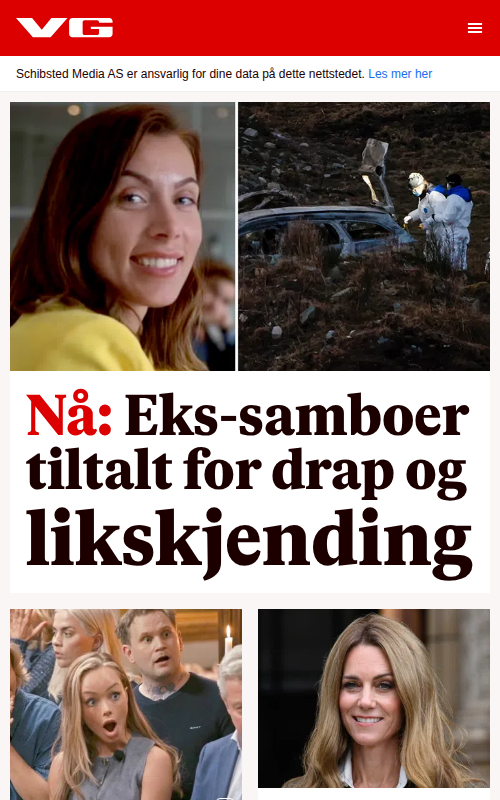 VG
Schibsted Media AS er ansvarlig for dine data på dette nettstedet. Les mer her
Nå: Eks-samboer
tiltalt for drap og
likskjending